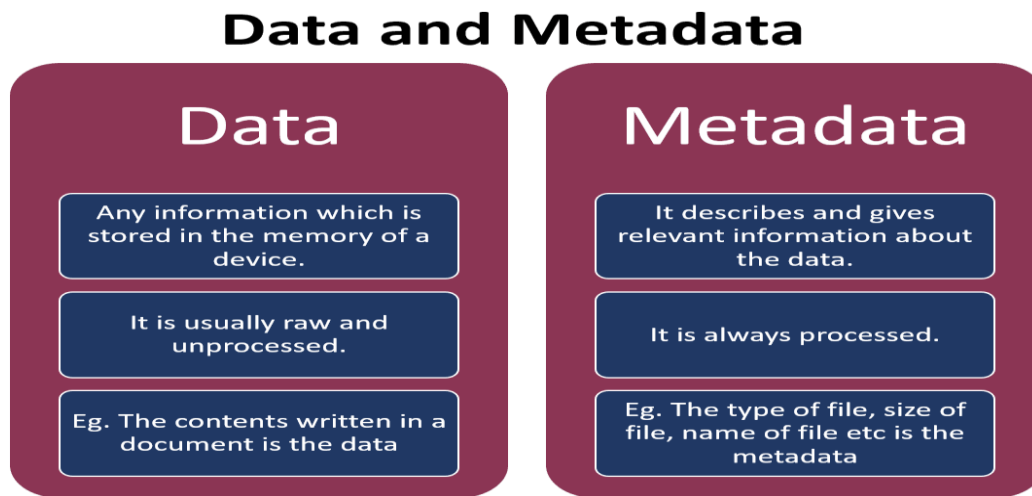 Data and Metadata
Data
Any information which is
stored in the memory of a
device.
It is usually raw and
unprocessed.
Eg. The contents written in a
document is the data
Metadata
It describes and gives
relevant information about
the data.
It is always processed.
Eg. The type of file, size of
file, name of file etc is the
metadata